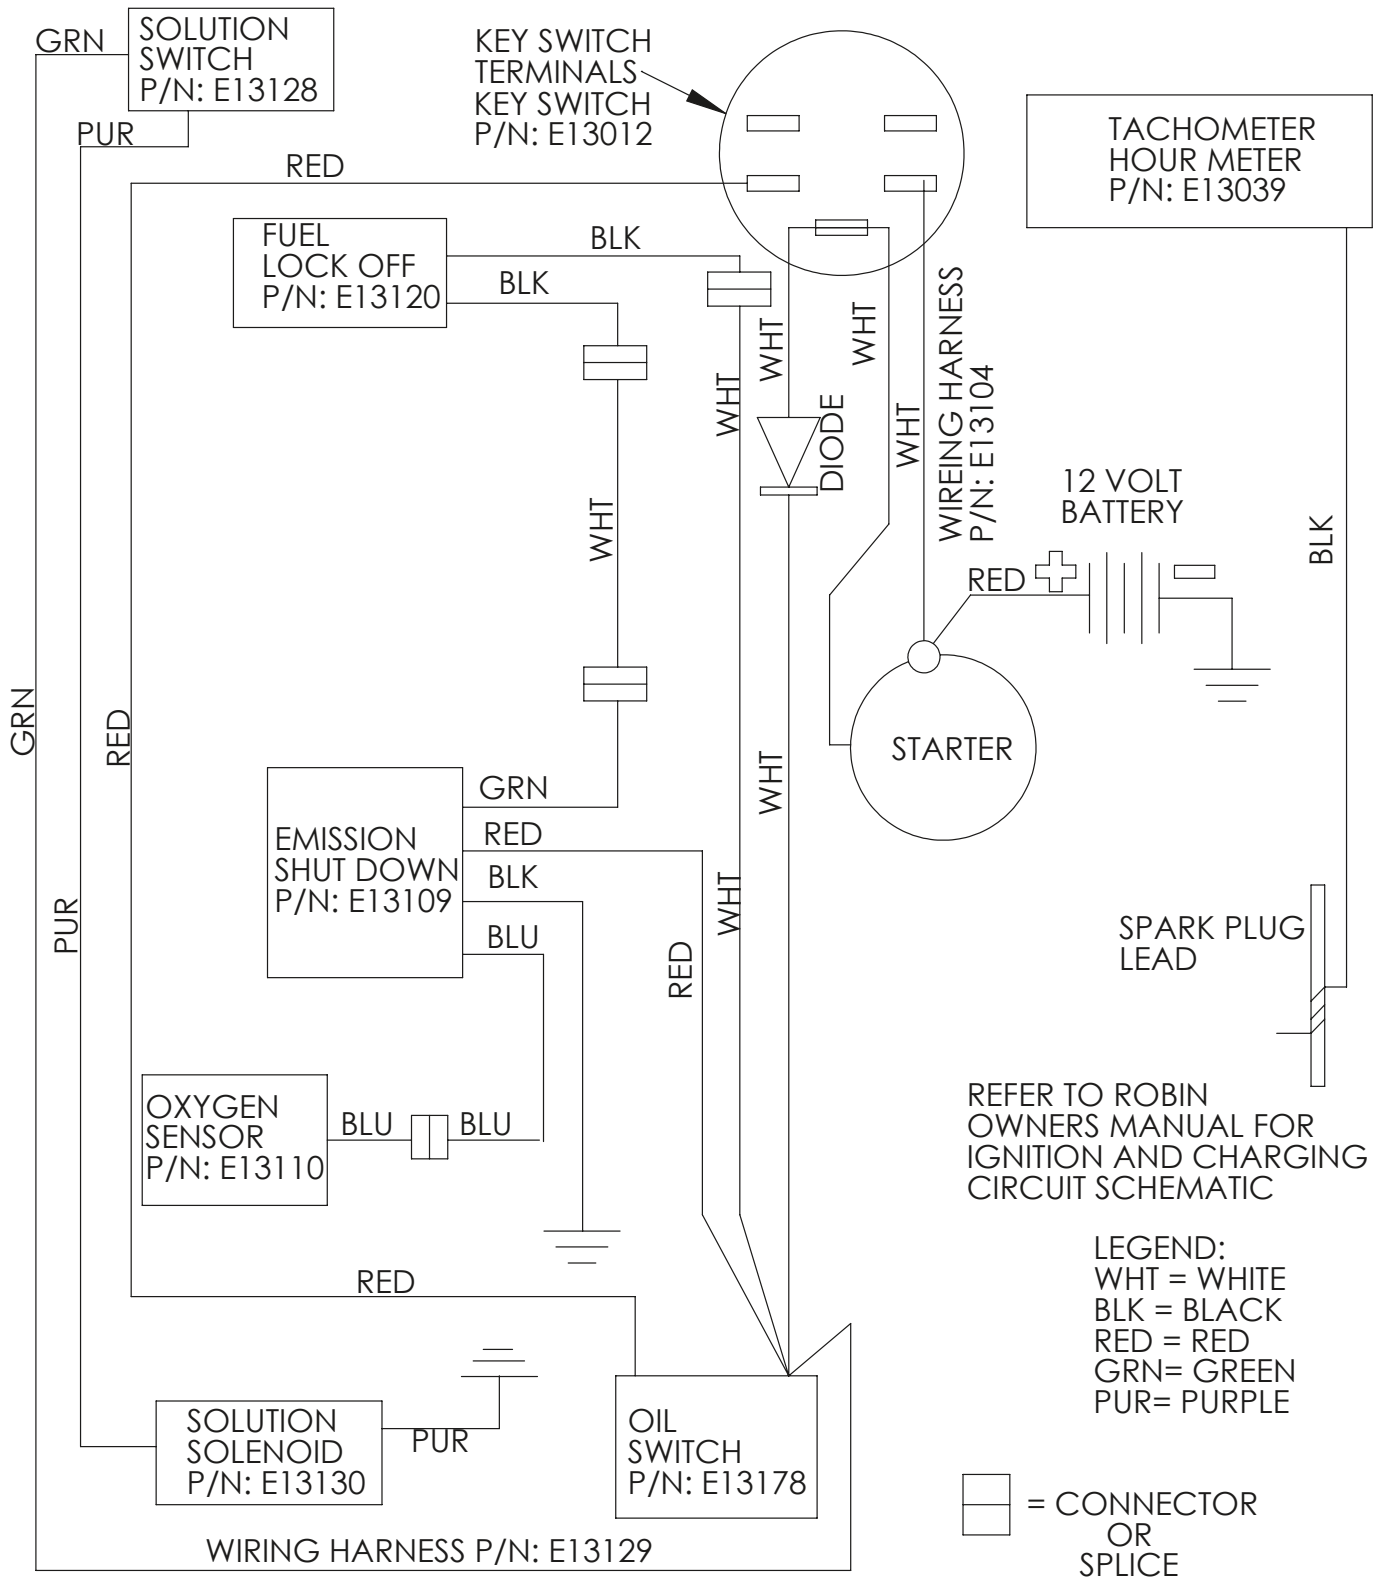 GRN
SOLUTION
SWITCH
P/N: E13128
PUR
KEY SWITCH
TERMINALS
KEY SWITCH
P/N: E13012
TACHOMETER
HOUR METER
P/N: E13039
RED
FUEL
LOCK OFF
P/N: E13120
BLK
BLK
WHT
WHT
WHT
WHT
WHT
DIODE
WIREING HARNESS
P/N: E13104
12 VOLT
BATTERY
RED
BLK
GRN
RED
PUR
STARTER
WHT
GRN
EMISSION
SHUT DOWN
P/N: E13109
RED
BLK
BLU
WHT
RED
SPARK PLUG
LEAD
OXYGEN
SENSOR
P/N: E13110
BLU
BLU
REFER TO ROBIN
OWNERS MANUAL FOR
IGNITION AND CHARGING
CIRCUIT SCHEMATIC
RED
LEGEND:
WHT = WHITE
BLK = BLACK
RED = RED
GRN= GREEN
PUR= PURPLE
SOLUTION
SOLENOID
P/N: E13130
PUR
OIL
SWITCH
P/N: E13178
= CONNECTOR
OR
SPLICE
WIRING HARNESS P/N: E13129